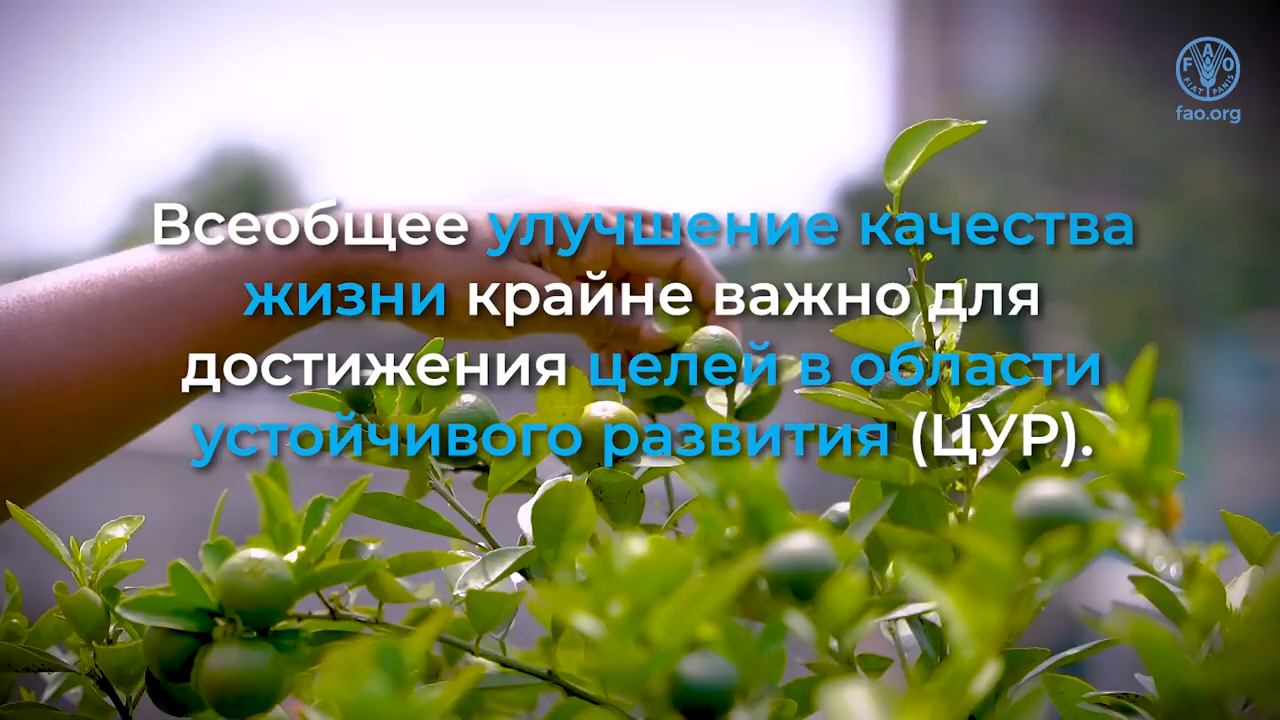 FAO
FIAT PANIS
fao.org
Всеобщее улучшение качества
жизни крайне важно для
достижения целей в области
устойчивого развития (ЦУР).